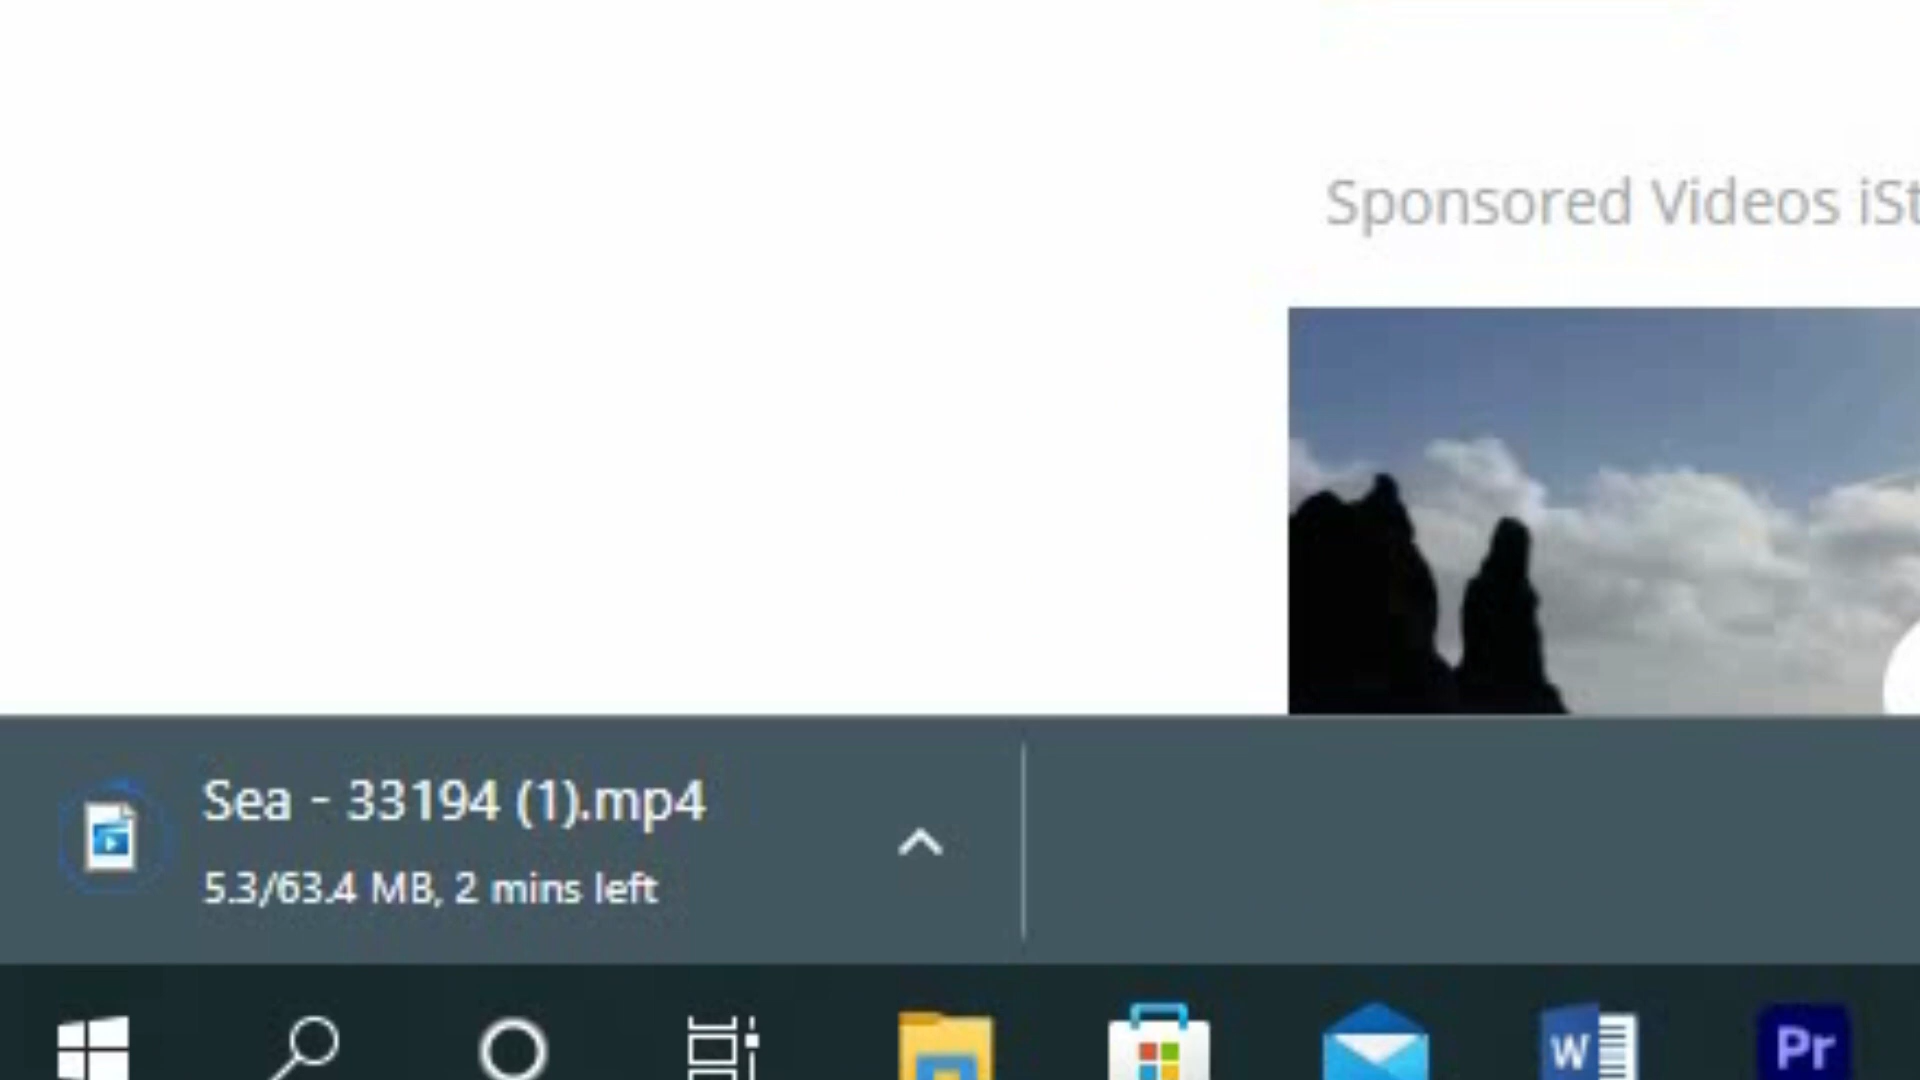 Sponsored Videos iSt
Sea - 33194 (1).mp4
5.3/63.4 MB, 2 mins left
W
Pr